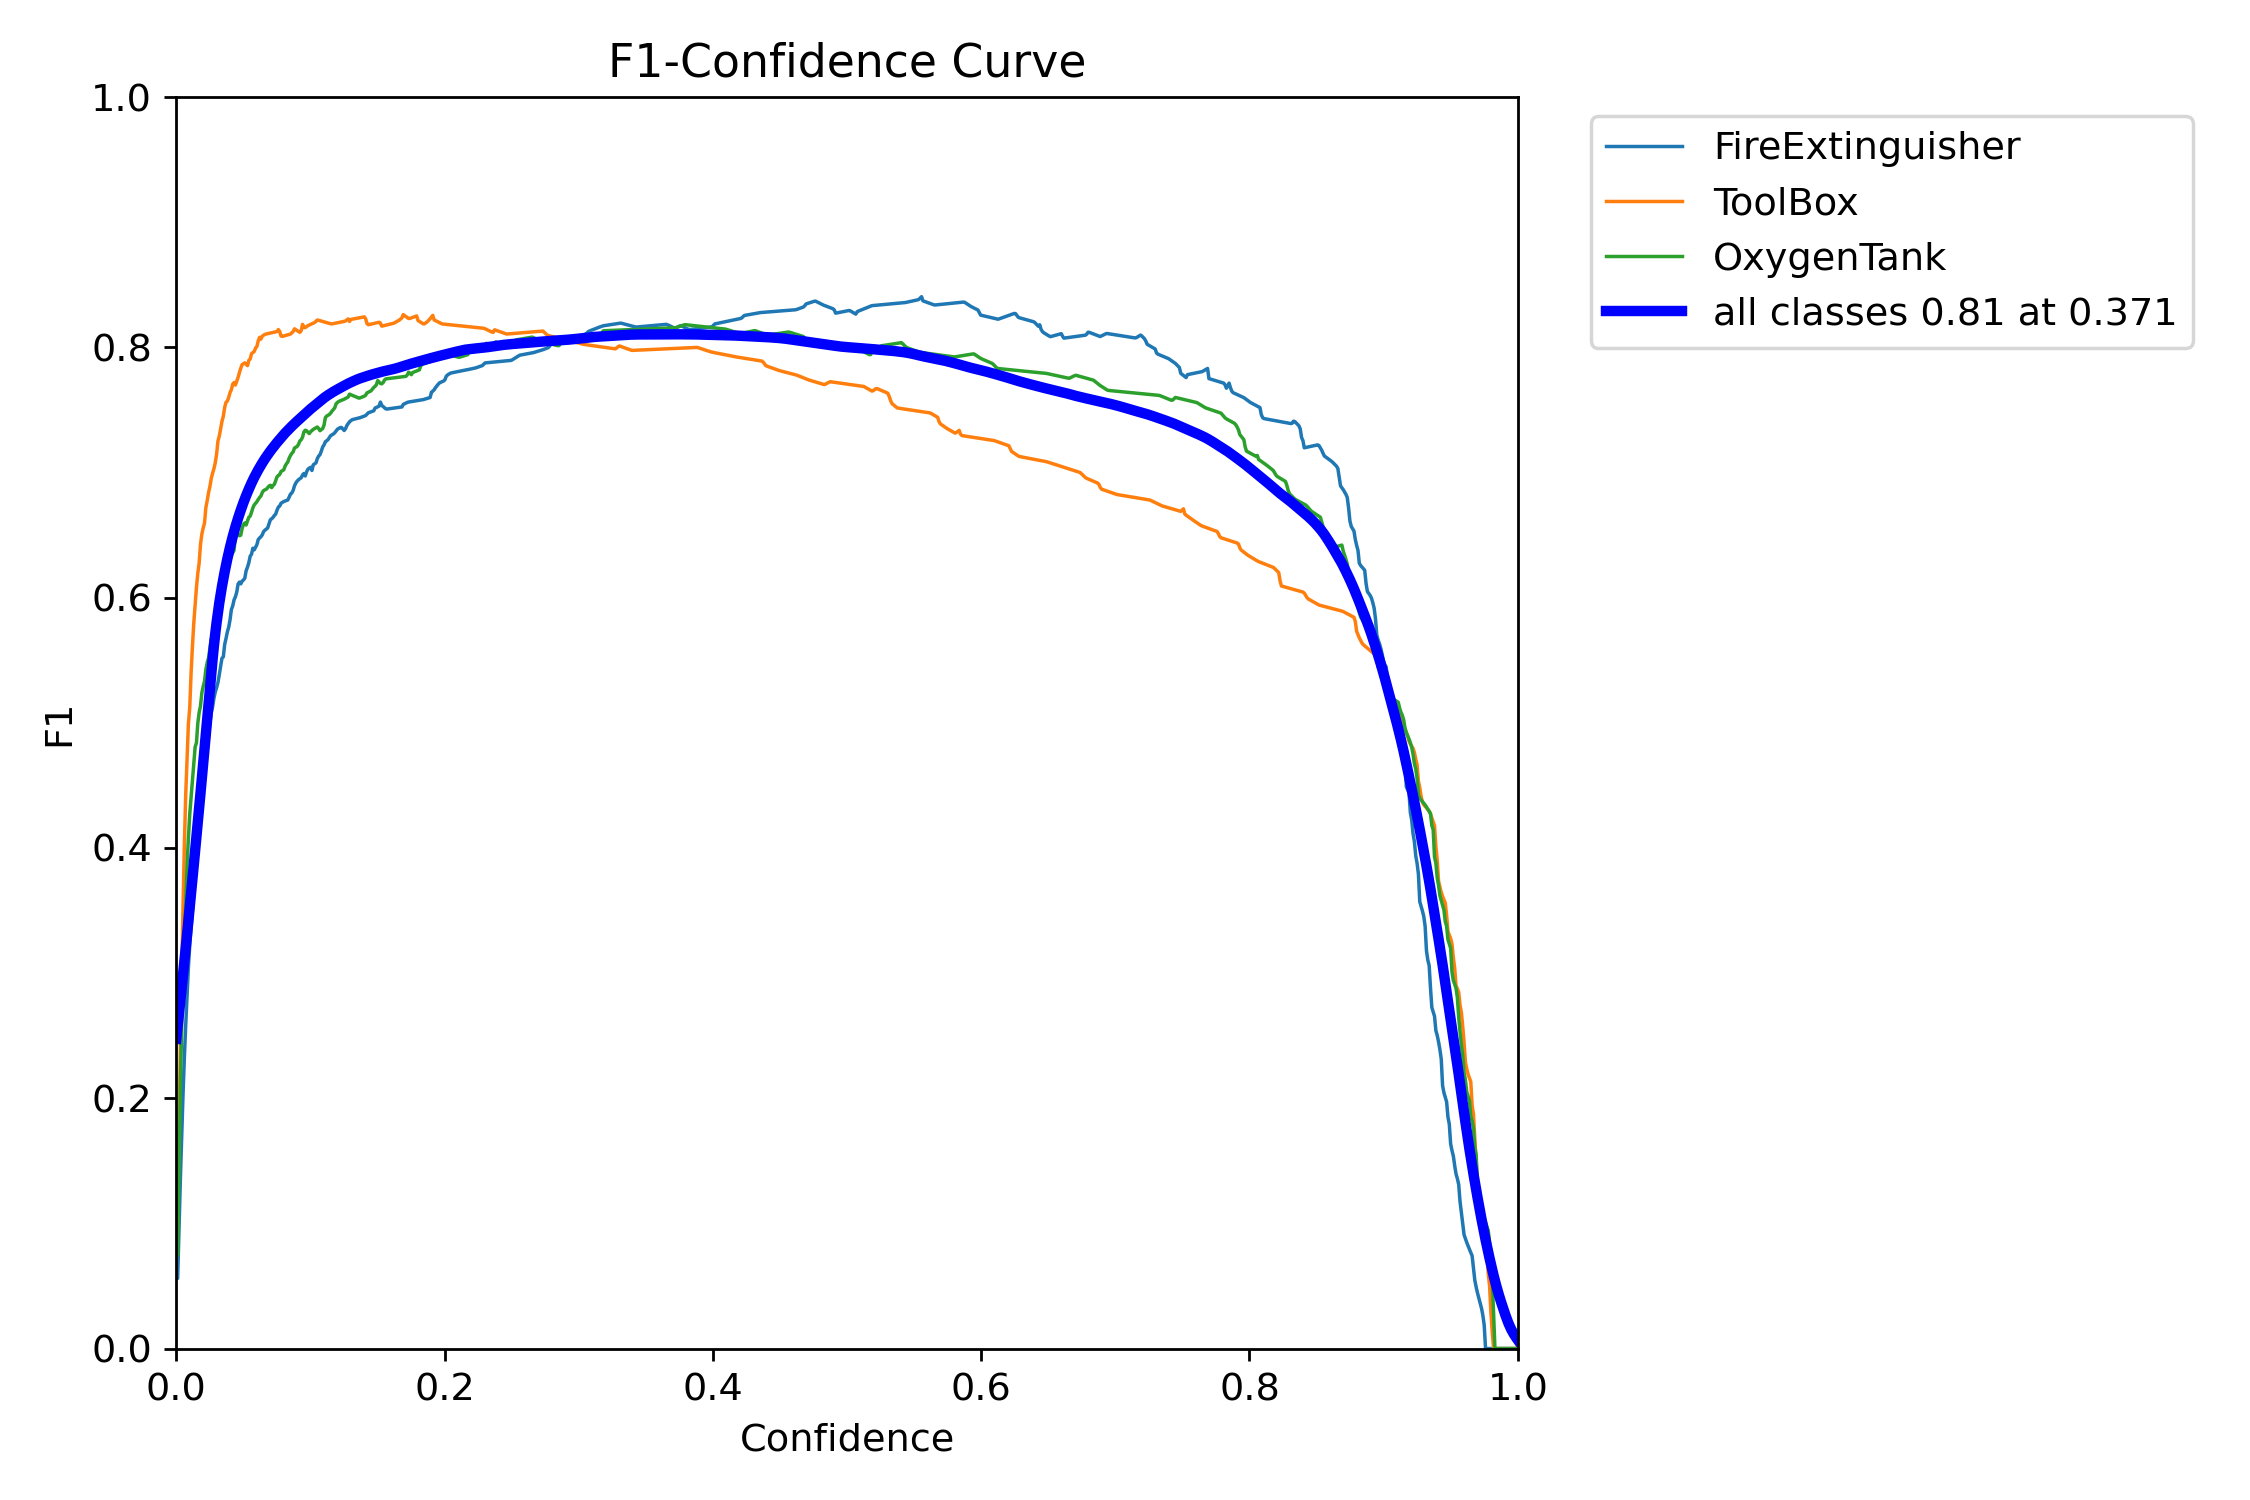 F1-Confidence Curve
1.0
0.8
0.6
0.4
0.2
0.0
F1
0.0 0.2 0.4 0.6 0.8 1.0
Confidence
FireExtinguisher
ToolBox
OxygenTank
all classes 0.81 at 0.371